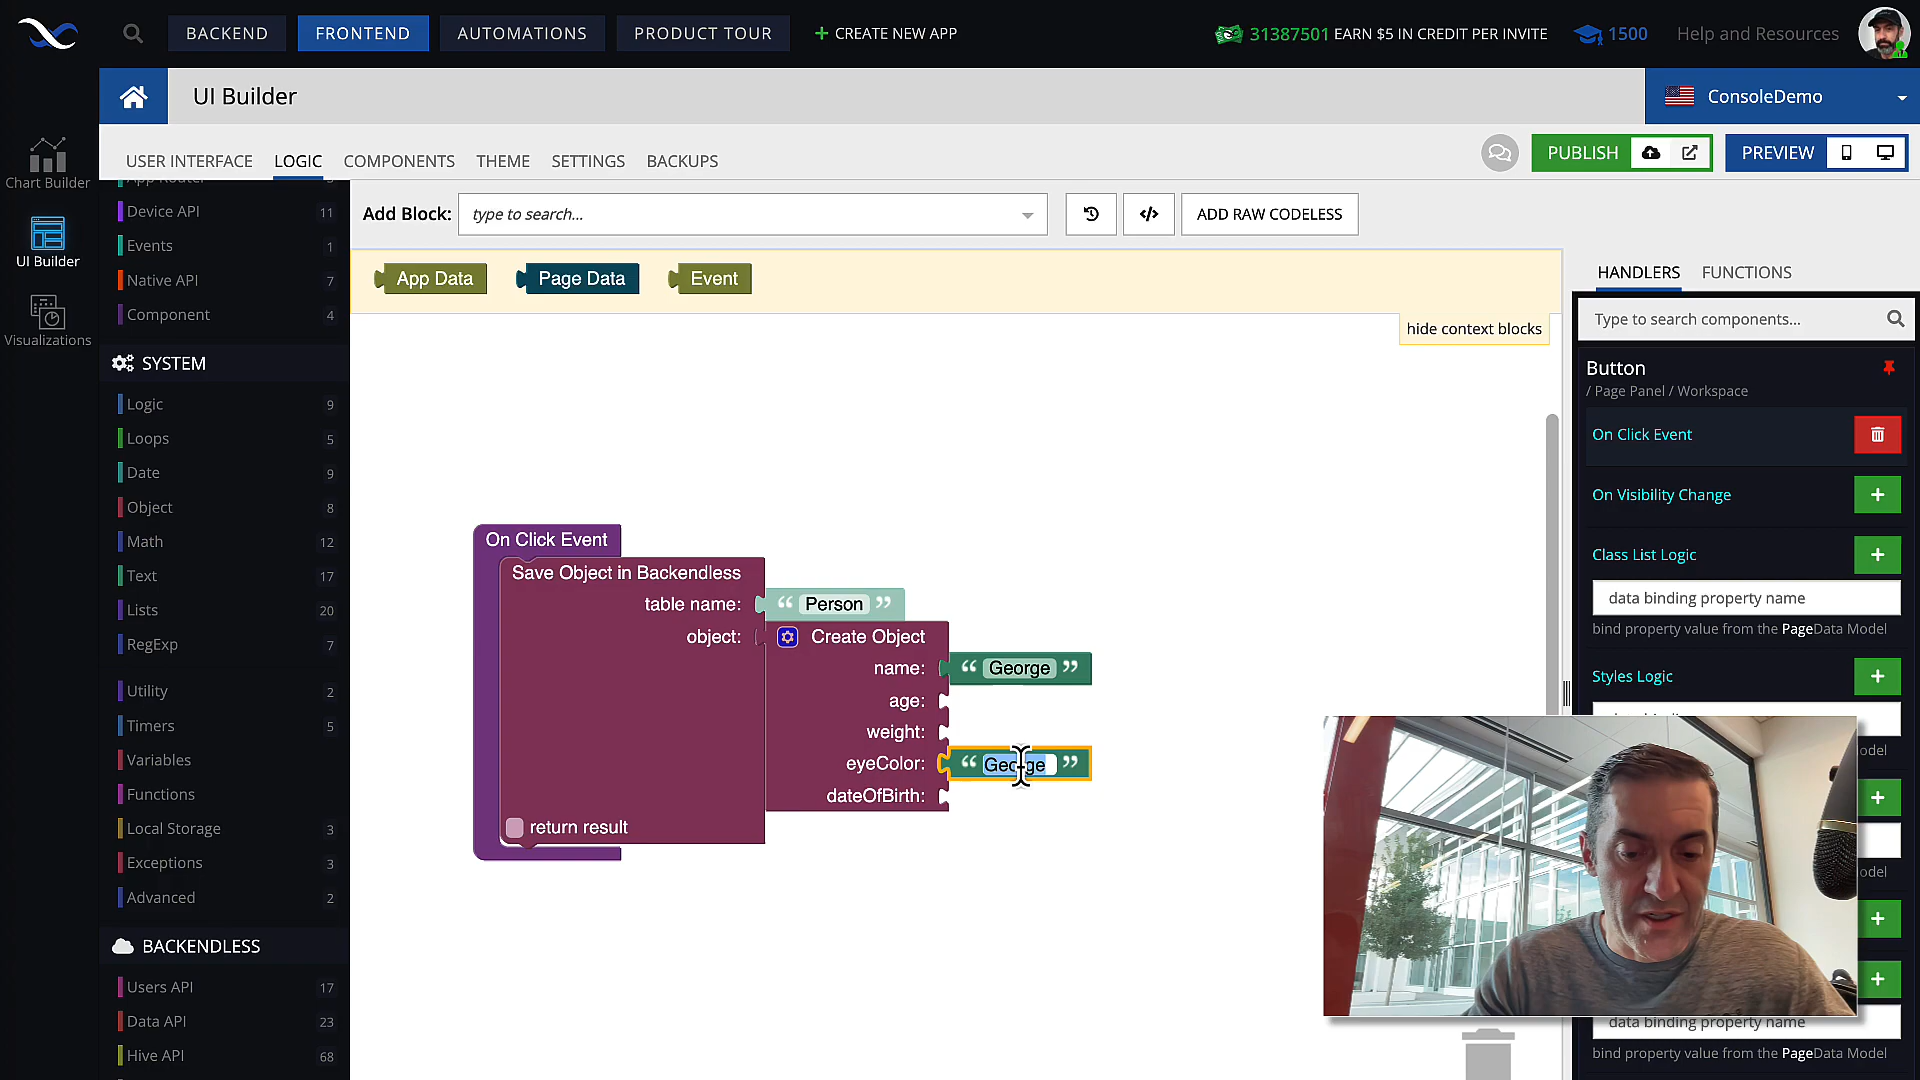 BACKEND
FRONTEND
AUTOMATIONS
PRODUCT TOUR
+ CREATE NEW APP
31387501 EARN $5 IN CREDIT PER INVITE
1500
Help and Resources
UI Builder
ConsoleDemo
Chart Builder
UI Builder
Visualizations
USER INTERFACE
LOGIC
COMPONENTS
THEME
SETTINGS
BACKUPS
PUBLISH
PREVIEW
Device API 11
Events 1
Native API 7
Component 4
SYSTEM
Logic 9
Loops 5
Date 9
Object 8
Math 12
Text 17
Lists 20
RegExp 7
Utility 2
Timers 5
Variables
Functions
Local Storage 3
Exceptions 3
Advanced 2
BACKENDLESS
Users API 17
Data API 23
Hive API 68
Add Block:
type to search...
</>
ADD RAW CODELESS
App Data
Page Data
Event
hide context blocks
On Click Event
Save Object in Backendless
table name:
“ Person ”
object:
Create Object
name:
“ George ”
age:
weight:
eyeColor:
“ George ”
dateOfBirth:
return result
HANDLERS
FUNCTIONS
Type to search components...
Button
/ Page Panel / Workspace
On Click Event
On Visibility Change
Class List Logic
data binding property name
bind property value from the PageData Model
Styles Logic
odel
odel
data binding property name
bind property value from the PageData Model